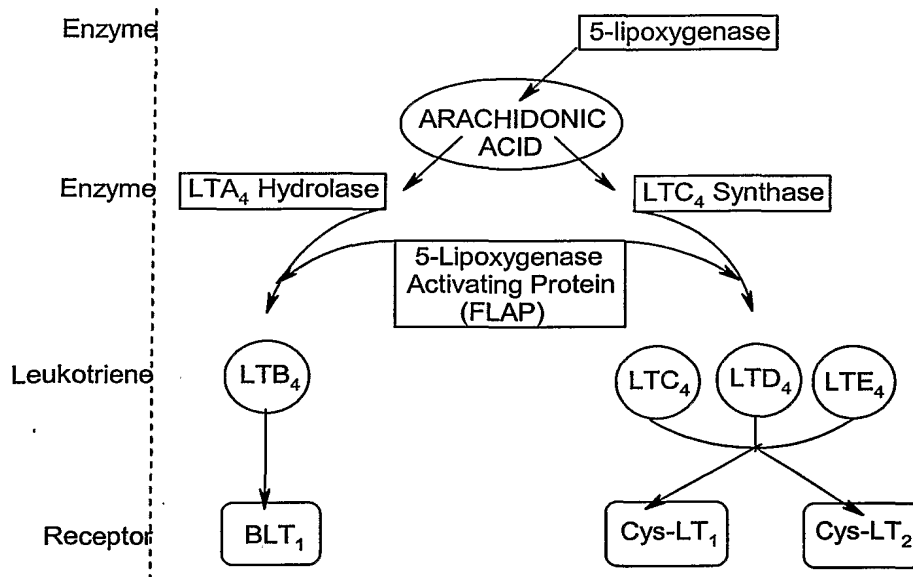 Enzyme
5-lipoxygenase
ARACHIDONIC
ACID
Enzyme
LTA₄ Hydrolase
LTC₄ Synthase
5-Lipoxygenase
Activating Protein
(FLAP)
Leukotriene
LTB₄
LTC₄
LTD₄
LTE₄
Receptor
BLT₁
Cys-LT₁
Cys-LT₂